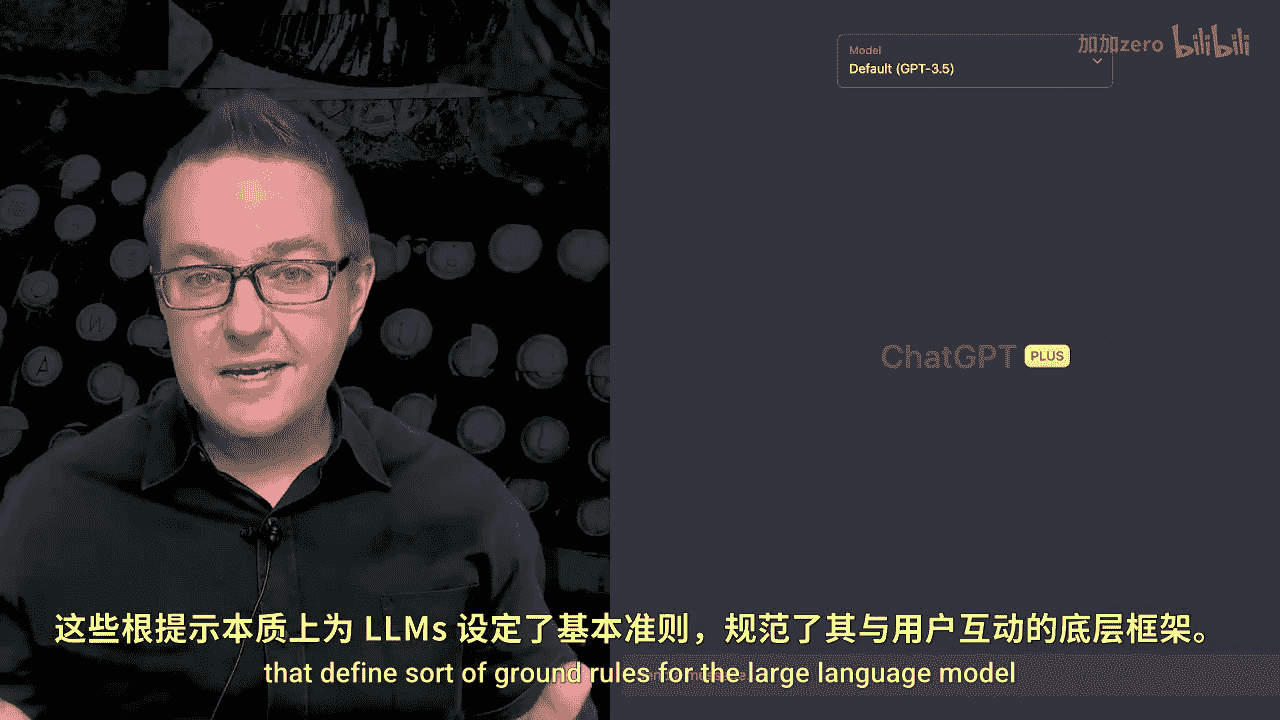 加加zero bilibili
Model
Default (GPT-3.5)
ChatGPT PLUS
这些根提示本质上为 LLMs 设定了基本准则，规范了其与用户互动的底层框架。
that define sort of ground rules for the large language model